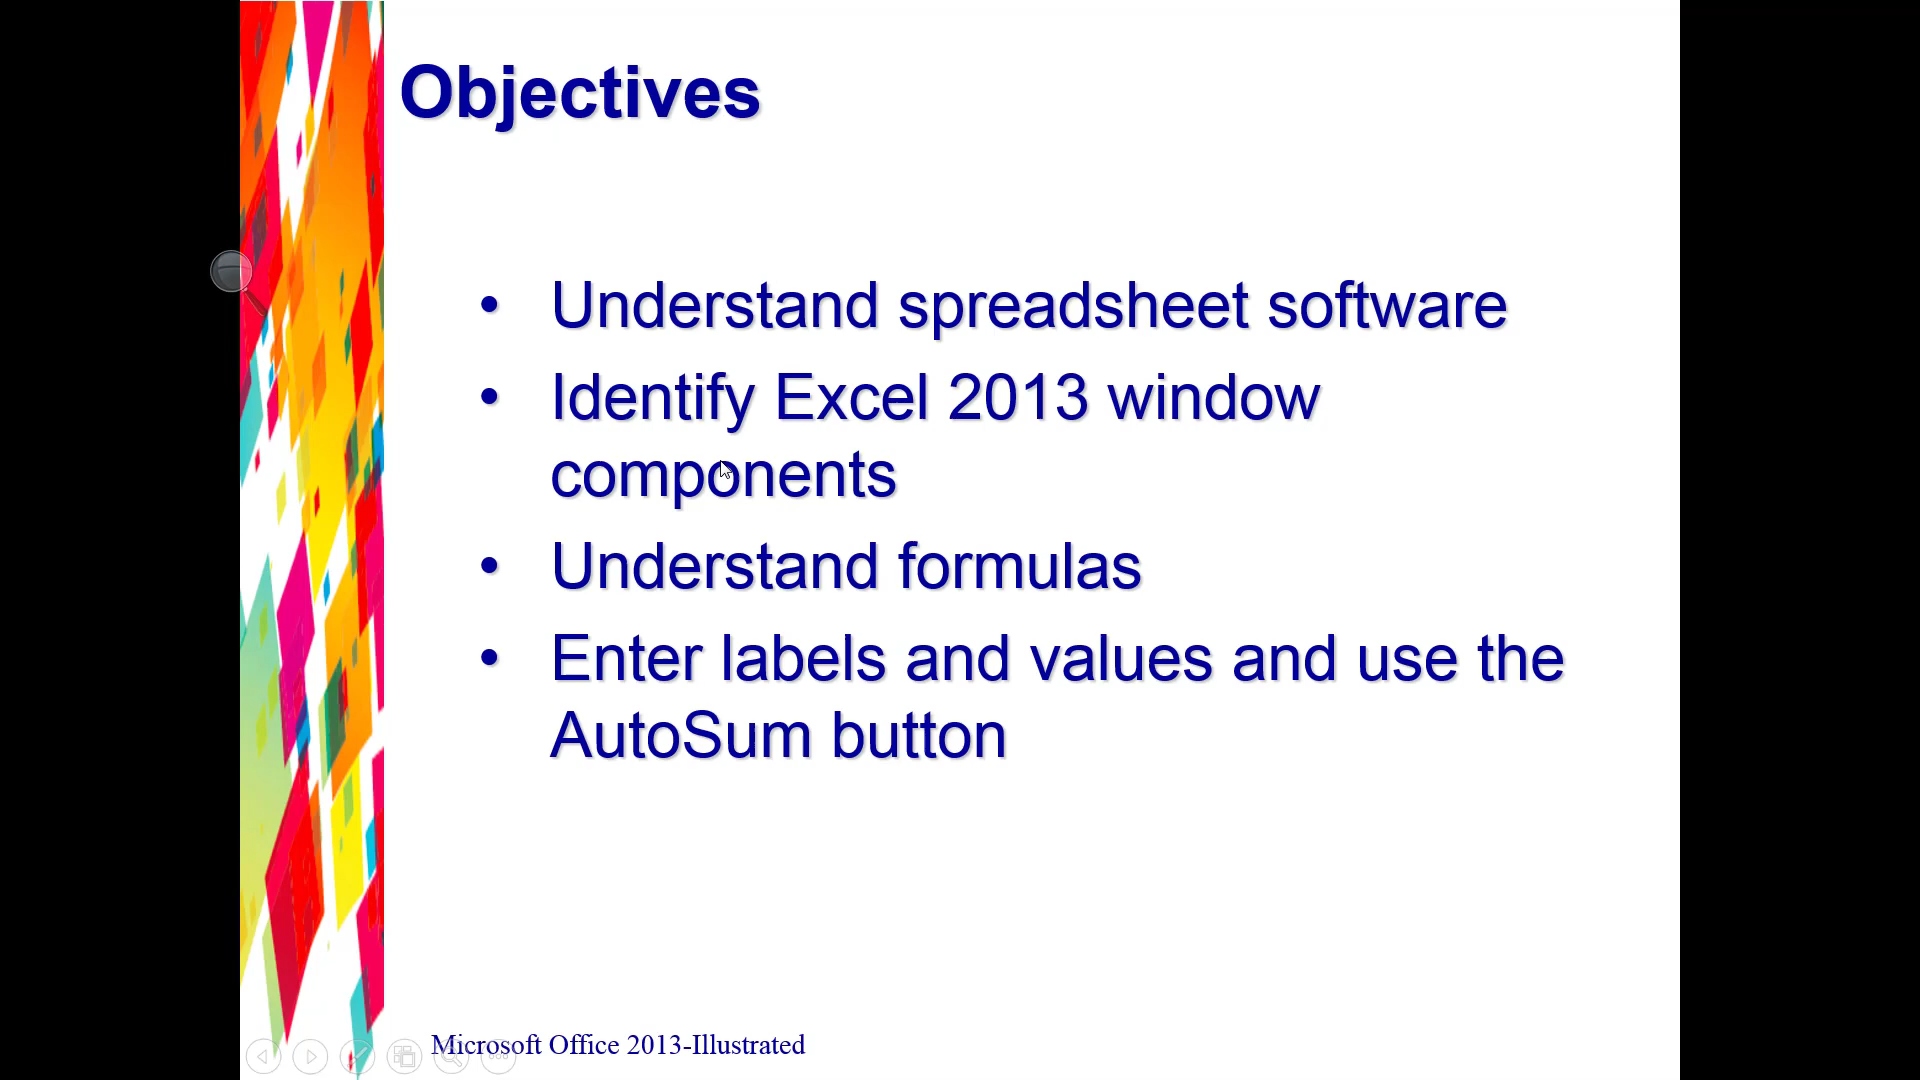 Objectives
• Understand spreadsheet software
• Identify Excel 2013 window
components
• Understand formulas
• Enter labels and values and use the
AutoSum button
Microsoft Office 2013-Illustrated